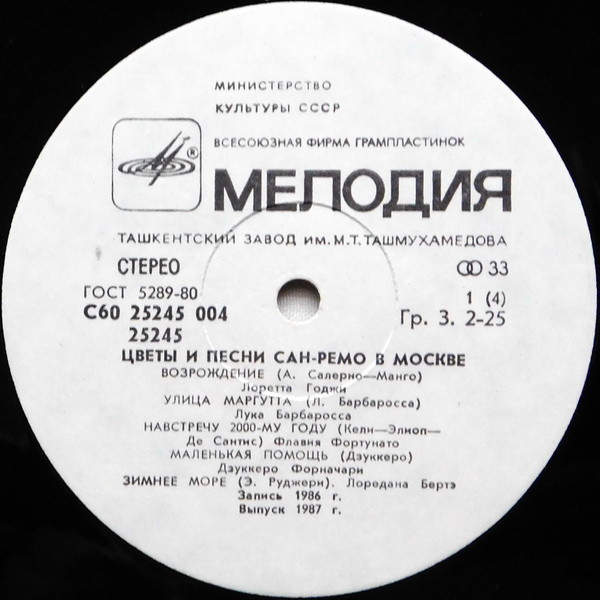 МИНИСТЕРСТВО
КУЛЬТУРЫ СССР
ВСЕСОЮЗНАЯ ФИРМА ГРАМПЛАСТИНОК
®
МЕЛОДИЯ
ТАШКЕНТСКИЙ ЗАВОД ИМ. М. Т. ТАШМУХАМЕДОВА
СТЕРЕО 33
ГОСТ 5289-80 1 (4)
С60 25245 004 Гр. 3. 2-25
25245
ЦВЕТЫ И ПЕСНИ САН-РЕМО В МОСКВЕ
ВОЗРОЖДЕНИЕ (А. Салерно—Манго)
Лоретта Годжи
УЛИЦА МАРГУТТА (Л. Барбаросса)
Лука Барбаросса
НАВСТРЕЧУ 2000-МУ ГОДУ (Кели—Элиоп—
Де Сантис) Флавия Фортунато
МАЛЕНЬКАЯ ПОМОЩЬ (Дзуккеро)
Дзуккеро Форначари
ЗИМНЕЕ МОРЕ (Э. Руджери). Лоредана Бертэ
Запись 1986 г.
Выпуск 1987 г.